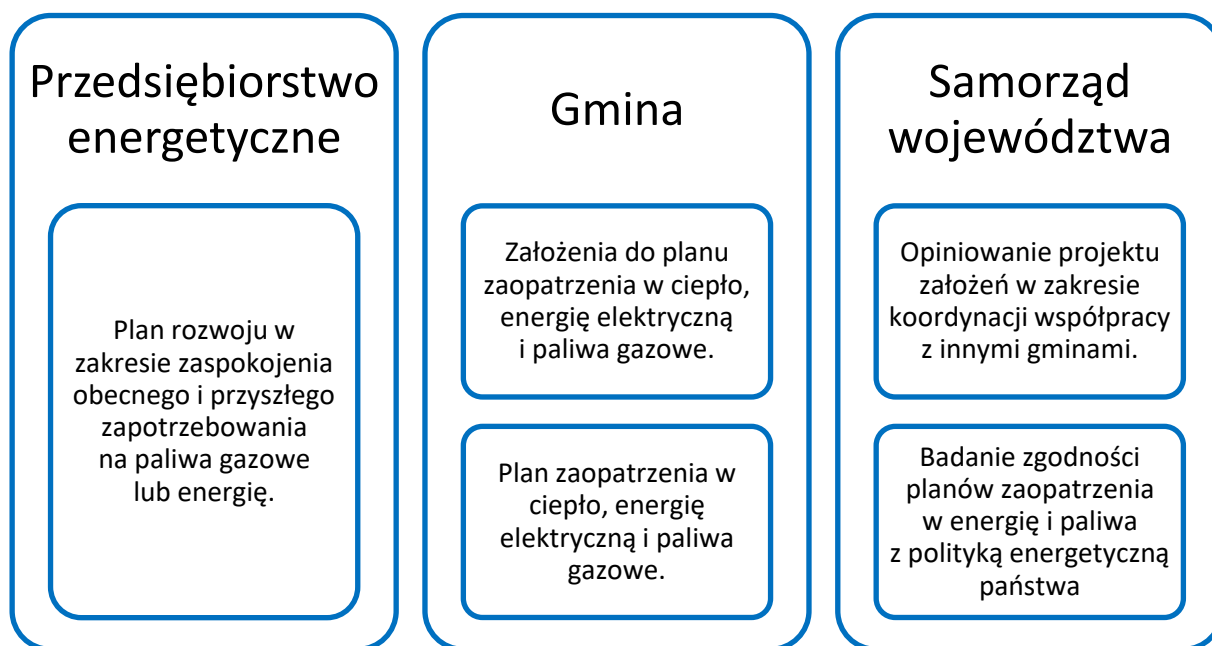 Przedsiębiorstwo
energetyczne
Plan rozwoju w
zakresie zaspokojenia
obecnego i przyszłego
zapotrzebowania
na paliwa gazowe
lub energię.
Gmina
Założenia do planu
zaopatrzenia w ciepło,
energię elektryczną
i paliwa gazowe.
Plan zaopatrzenia w
ciepło, energię
elektryczną i paliwa
gazowe.
Samorząd
województwa
Opiniowanie projektu
założeń w zakresie
koordynacji współpracy
z innymi gminami.
Badanie zgodności
planów zaopatrzenia
w energię i paliwa
z polityką energetyczną
państwa